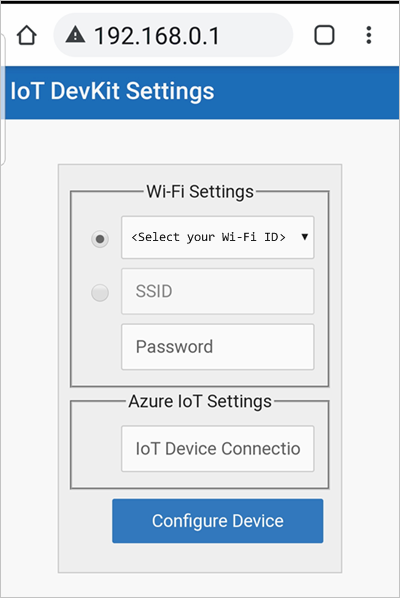 192.168.0.1
IoT DevKit Settings
Wi-Fi Settings
<Select your Wi-Fi ID>
SSID
Password
Azure IoT Settings
IoT Device Connectio
Configure Device